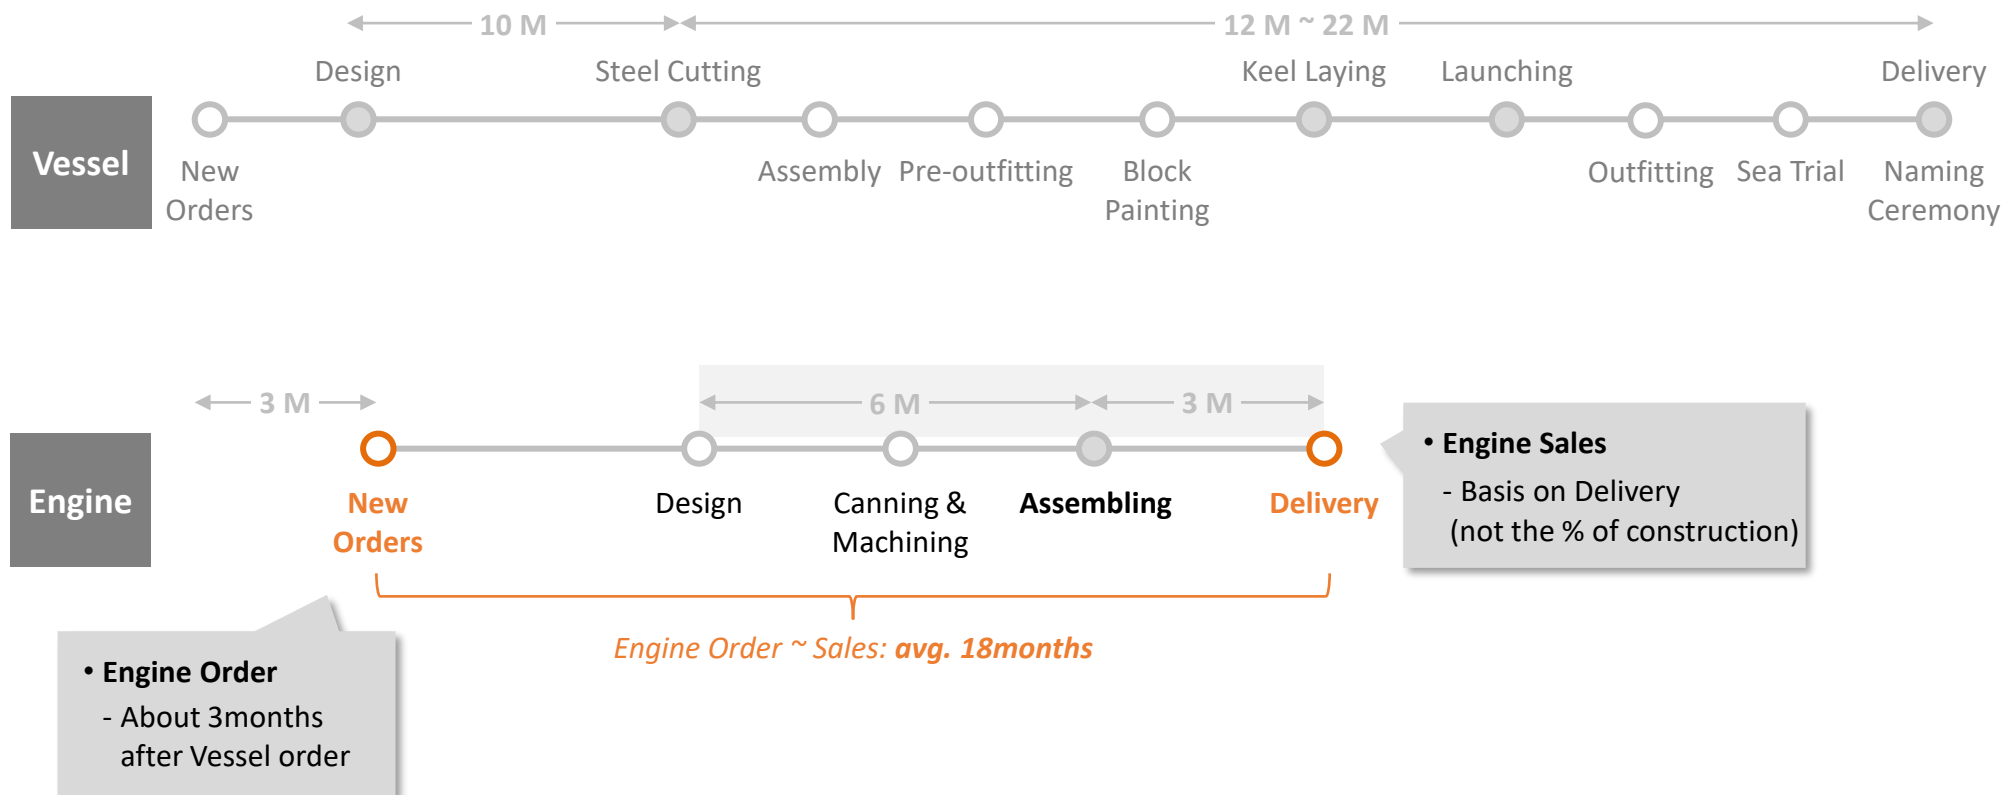 10 M
12 M ~ 22 M
Design
Steel Cutting
Keel Laying
Launching
Delivery
Vessel
New
Orders
Assembly
Pre-outfitting
Block
Painting
Outfitting
Sea Trial
Naming
Ceremony
3 M
6 M
3 M
Engine
New
Orders
Design
Canning &
Machining
Assembling
Delivery
• Engine Sales
- Basis on Delivery
(not the % of construction)
Engine Order ~ Sales: avg. 18months
• Engine Order
- About 3months
after Vessel order